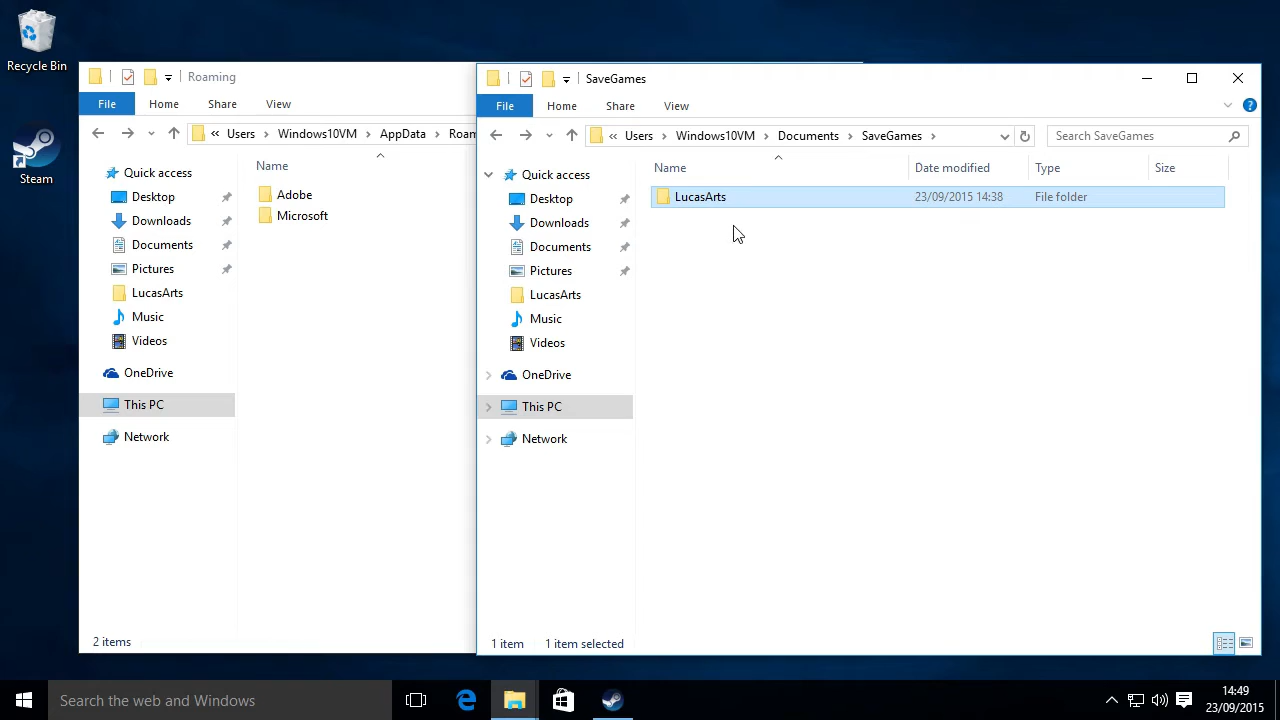 Recycle Bin
Steam
Roaming
File Home Share View
Users Windows10VM AppData Roam
Name
Adobe
Microsoft
Quick access
Desktop
Downloads
Documents
Pictures
LucasArts
Music
Videos
OneDrive
This PC
Network
2 items
SaveGames
File Home Share View
« Users Windows10VM Documents SaveGames
Search SaveGames
Name Date modified Type Size
LucasArts 23/09/2015 14:38 File folder
Quick access
Desktop
Downloads
Documents
Pictures
LucasArts
Music
Videos
OneDrive
This PC
Network
1 item 1 item selected
Search the web and Windows
14:49
23/09/2015